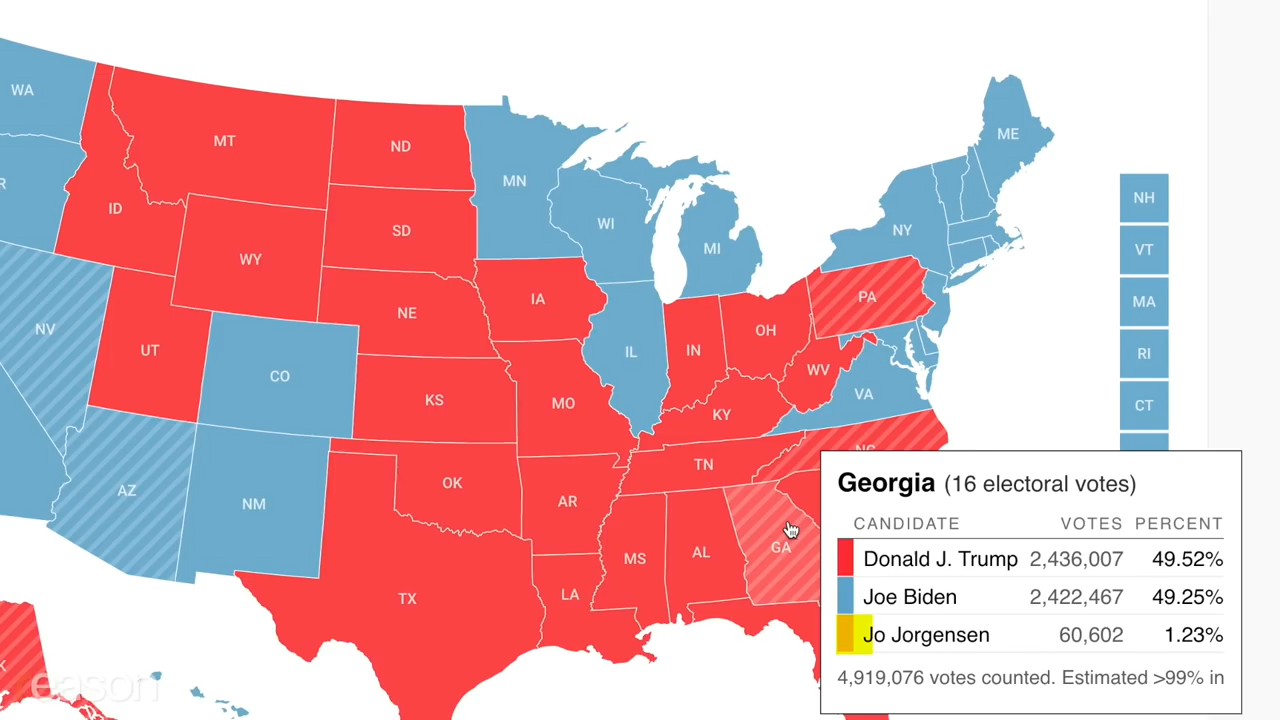 WA
MT
ND
MN
ME
ID
SD
WI
MI
NY
NH
VT
WY
IA
PA
MA
NV
UT
NE
IL
IN
OH
RI
CO
KS
MO
WV
VA
KY
CT
AZ
NM
OK
AR
TN
NC
MS
AL
GA
TX
LA
Georgia (16 electoral votes)
CANDIDATE VOTES PERCENT
Donald J. Trump 2,436,007 49.52%
Joe Biden 2,422,467 49.25%
Jo Jorgensen 60,602 1.23%
4,919,076 votes counted. Estimated >99% in
eason